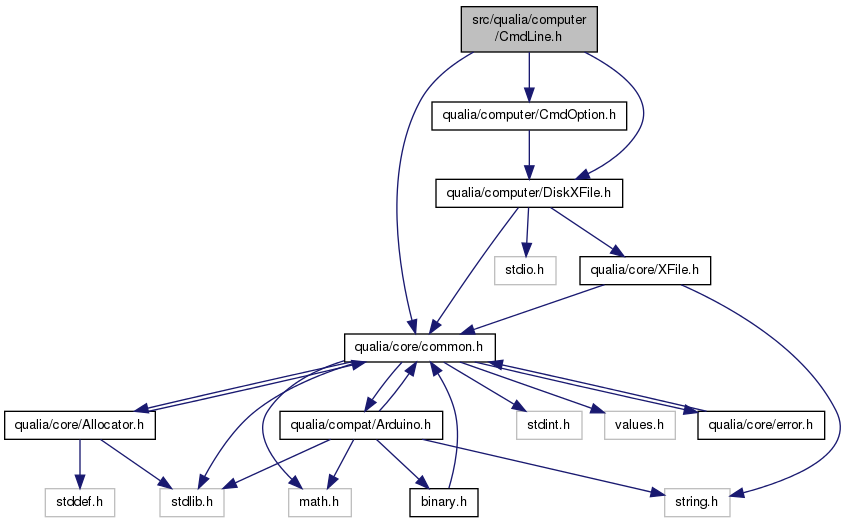 src/qualia/computer
/CmdLine.h
qualia/computer/CmdOption.h
qualia/computer/DiskXFile.h
stdio.h
qualia/core/XFile.h
qualia/core/common.h
qualia/core/Allocator.h
qualia/compat/Arduino.h
stdint.h
values.h
qualia/core/error.h
stddef.h
stdlib.h
math.h
binary.h
string.h